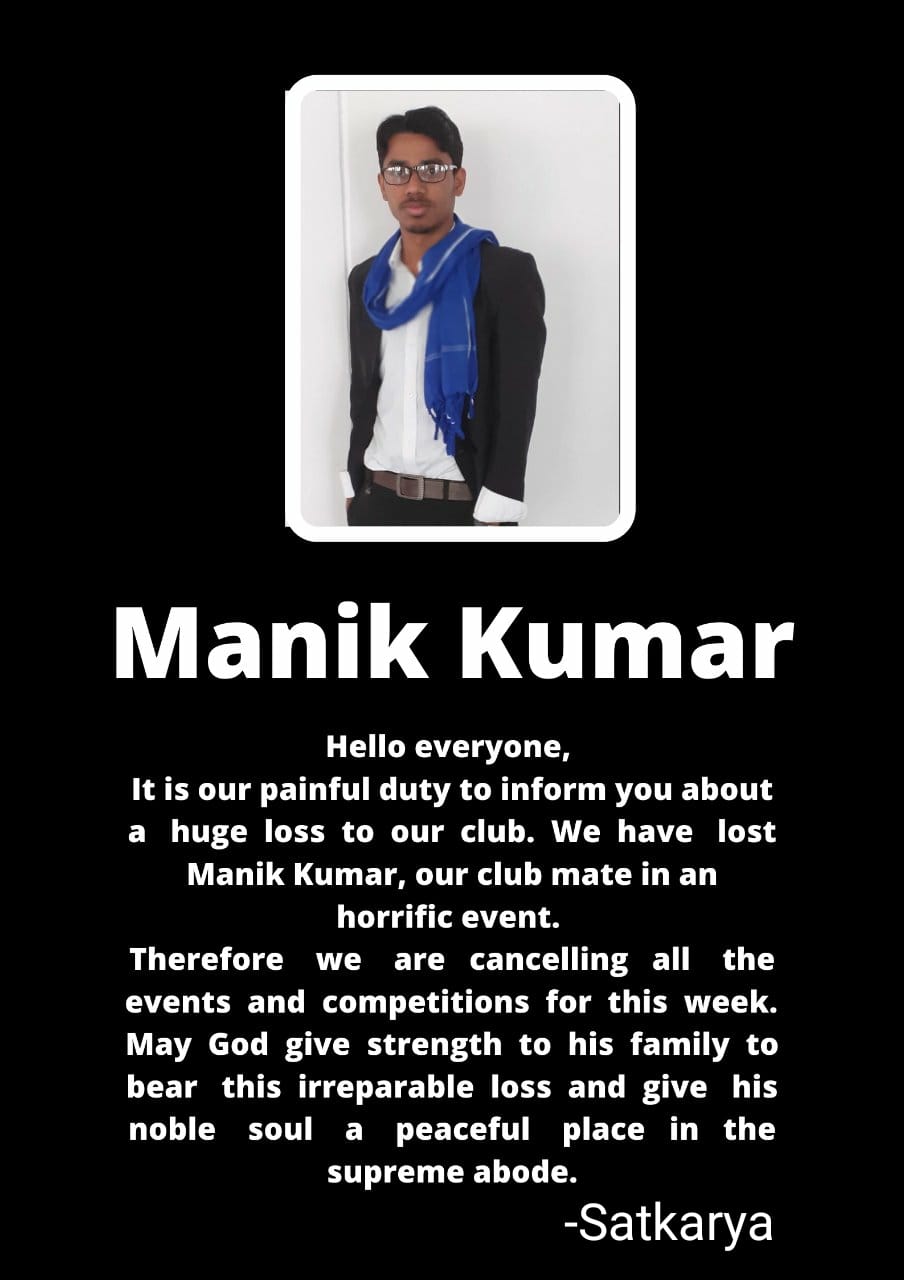 Manik Kumar
Hello everyone,
It is our painful duty to inform you about
a huge loss to our club. We have lost
Manik Kumar, our club mate in an
horrific event.
Therefore we are cancelling all the
events and competitions for this week.
May God give strength to his family to
bear this irreparable loss and give his
noble soul a peaceful place in the
supreme abode.
-Satkarya